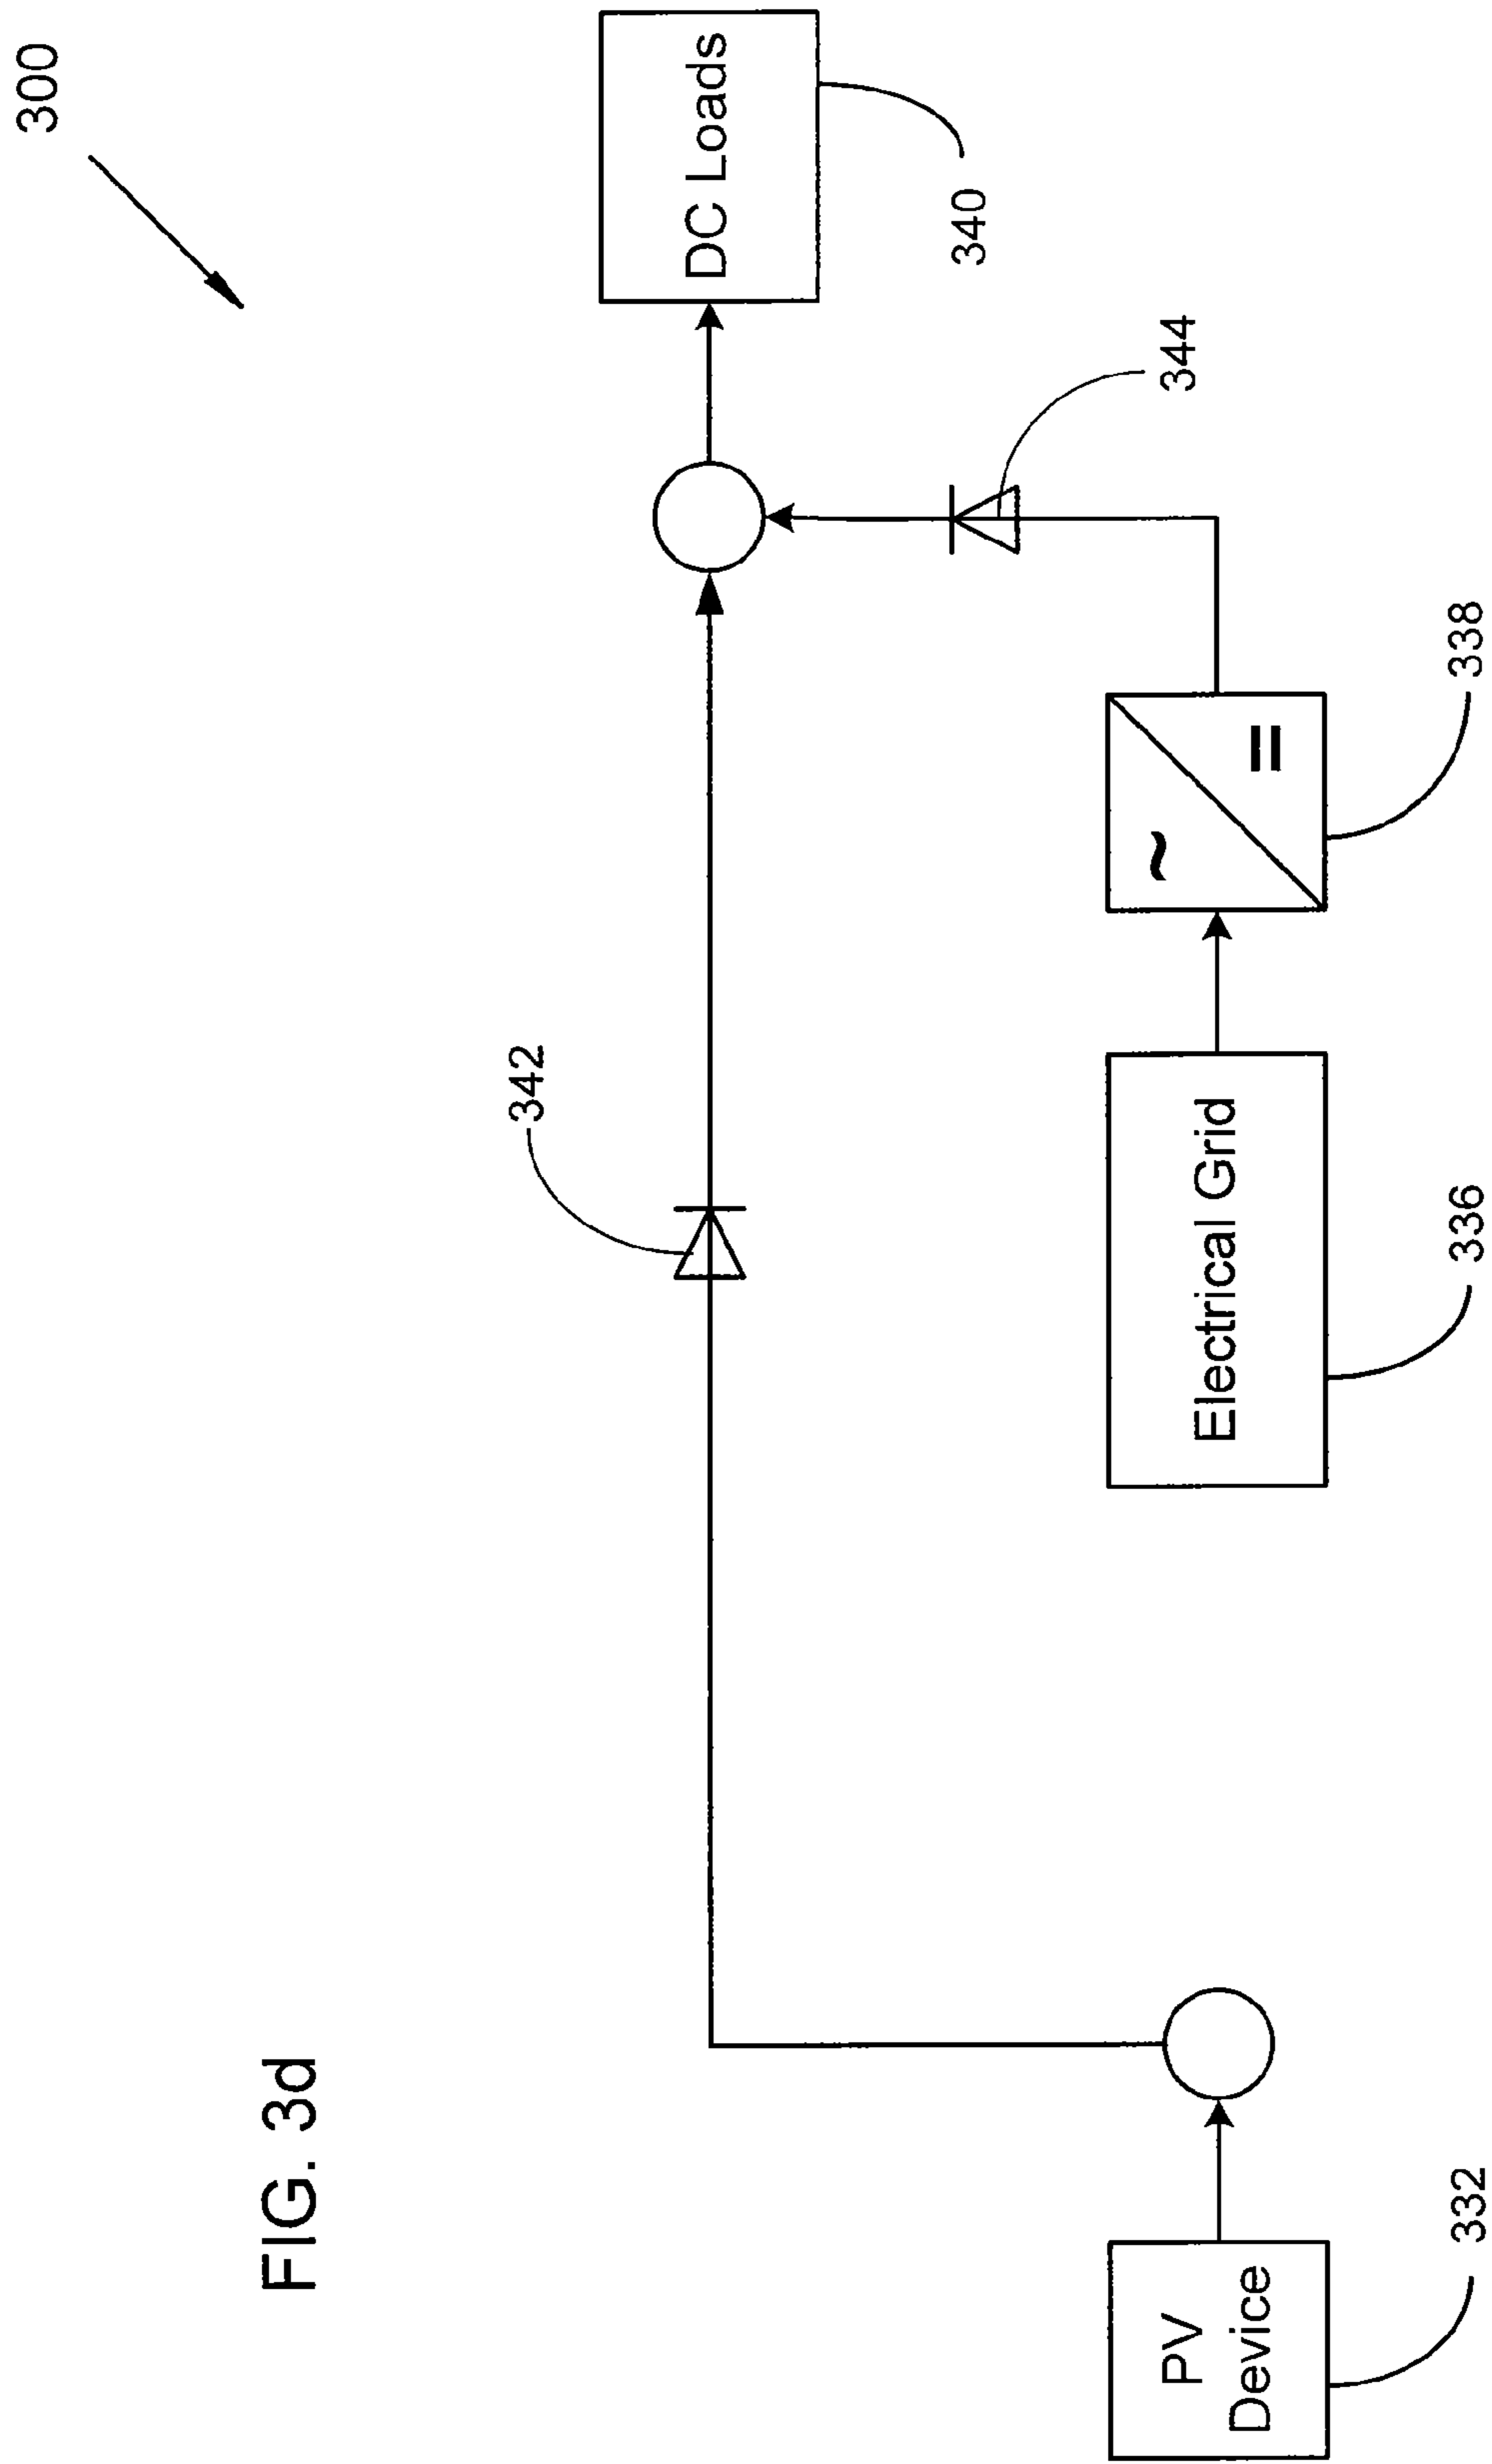 FIG. 3d
300
342
DC Loads
340
344
PV
Device
332
Electrical Grid
336
~
=
338